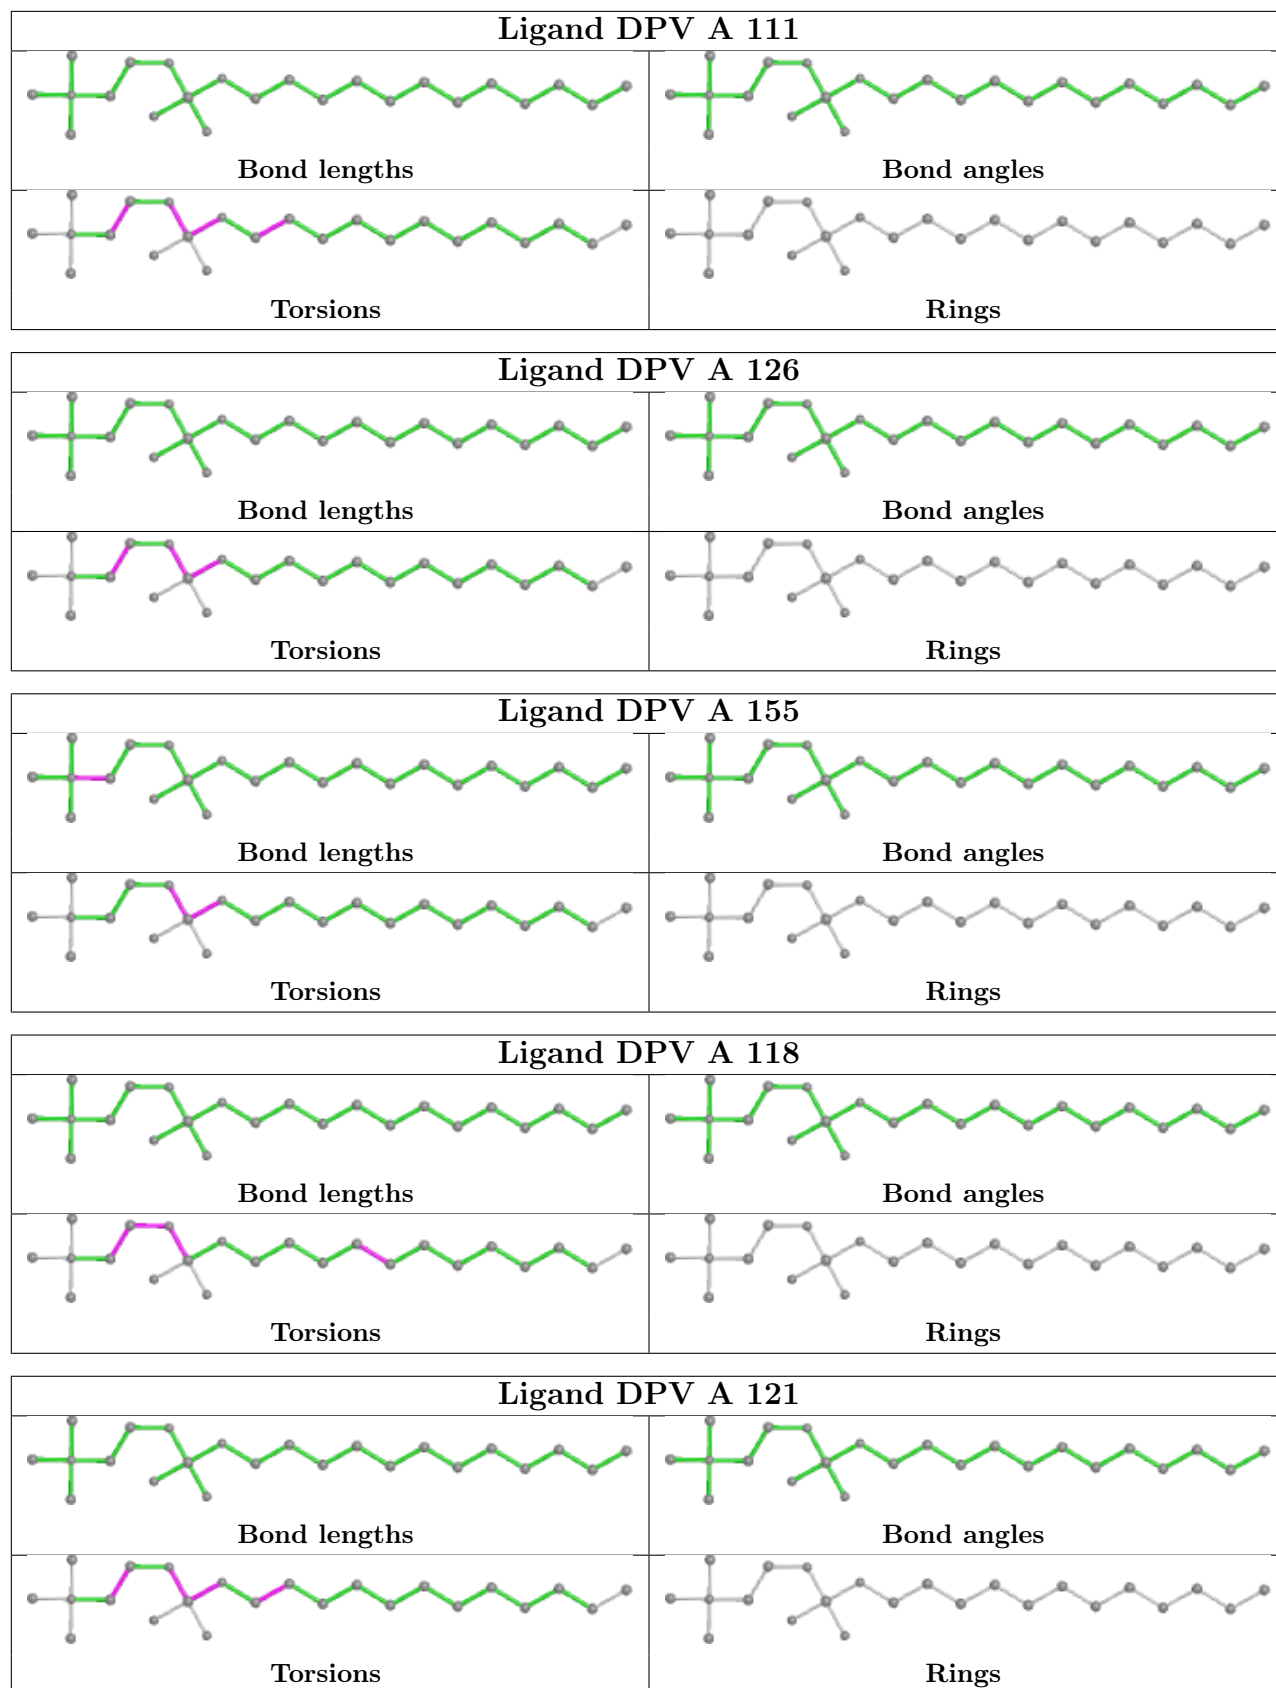 Ligand DPV A 111
Bond lengths
Bond angles
Torsions
Rings
Ligand DPV A 126
Bond lengths
Bond angles
Torsions
Rings
Ligand DPV A 155
Bond lengths
Bond angles
Torsions
Rings
Ligand DPV A 118
Bond lengths
Bond angles
Torsions
Rings
Ligand DPV A 121
Bond lengths
Bond angles
Torsions
Rings